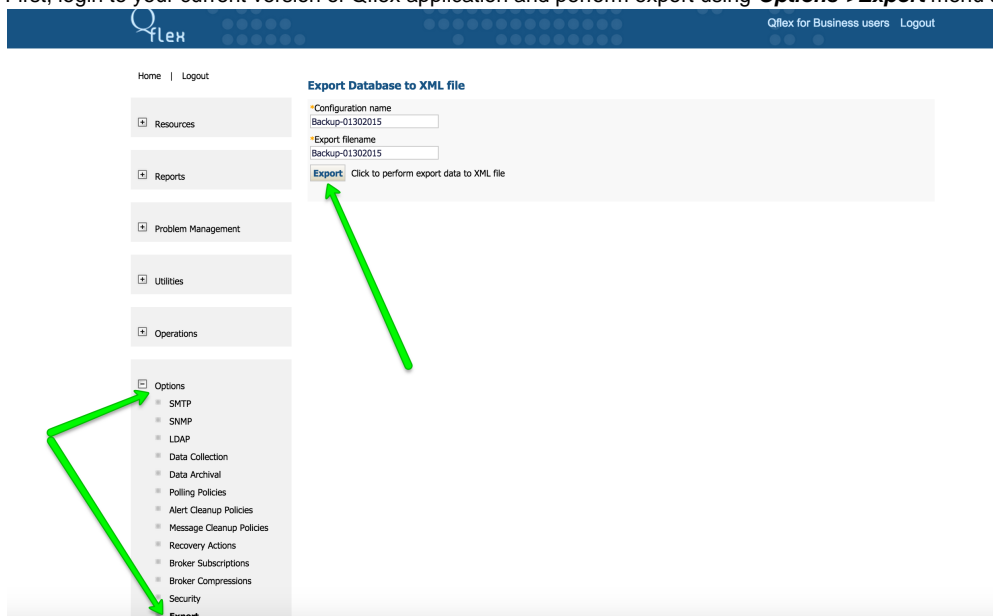 First, login to your current version of Qflex application and perform export using Options->Export menu
Qflex
Qflex for Business users Logout
Home | Logout
Export Database to XML file
*Configuration name
Backup-01302015
*Export filename
Backup-01302015
Export Click to perform export data to XML file
Resources
Reports
Problem Management
Utilities
Operations
Options
SMTP
SNMP
LDAP
Data Collection
Data Archival
Polling Policies
Alert Cleanup Policies
Message Cleanup Policies
Recovery Actions
Broker Subscriptions
Broker Compressions
Security
Export